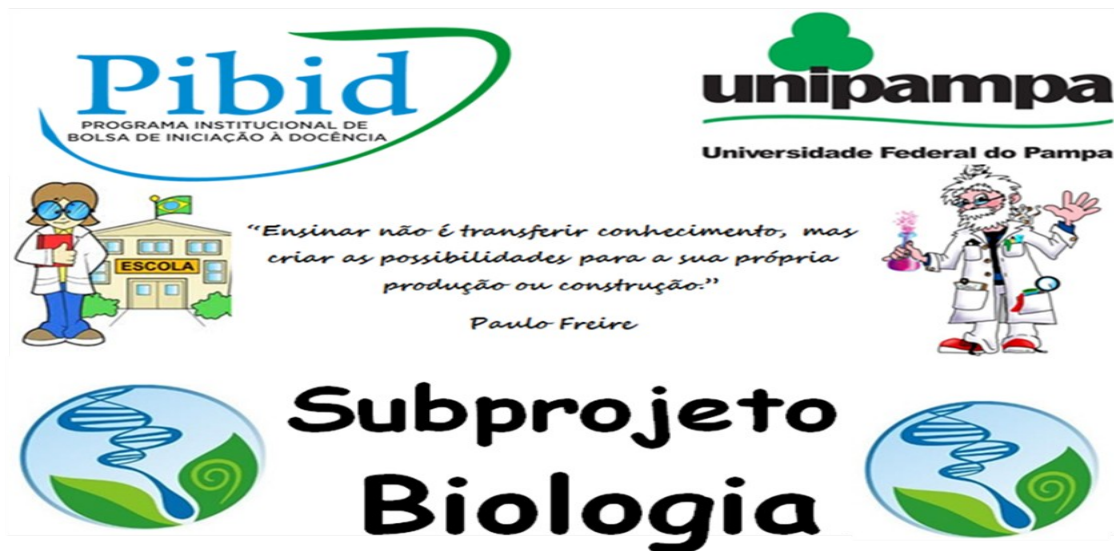 Pibid
PROGRAMA INSTITUCIONAL DE
BOLSA DE INICIAÇÃO À DOCÊNCIA
unipampa
Universidade Federal do Pampa
ESCOLA
“Ensinar não é transferir conhecimento, mas
criar as possibilidades para a sua própria
produção ou construção.”
Paulo Freire
Subprojeto
Biologia